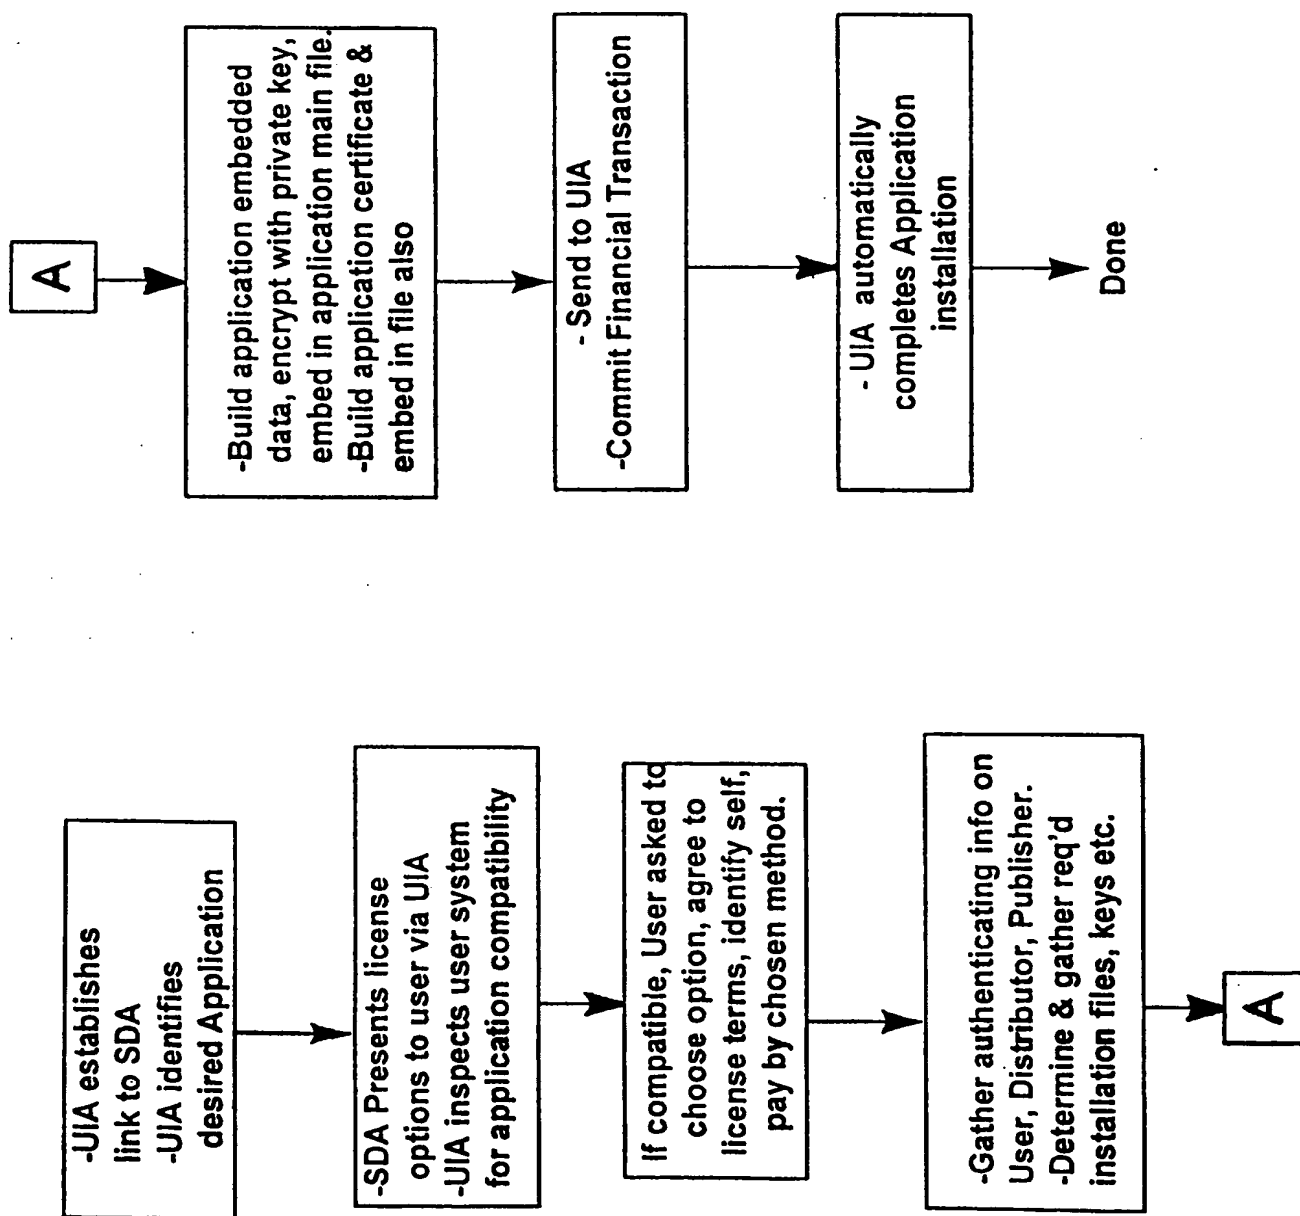 -UIA establishes
link to SDA
-UIA identifies
desired Application
-SDA Presents license
options to user via UIA
-UIA inspects user system
for application compatibility
If compatible, User asked to
choose option, agree to
license terms, identify self,
pay by chosen method.
-Gather authenticating info on
User, Distributor, Publisher.
-Determine & gather req'd
installation files, keys etc.
A
A
-Build application embedded
data, encrypt with private key,
embed in application main file.
-Build application certificate &
embed in file also
- Send to UIA
-Commit Financial Transaction
- UIA automatically
completes Application
installation
Done